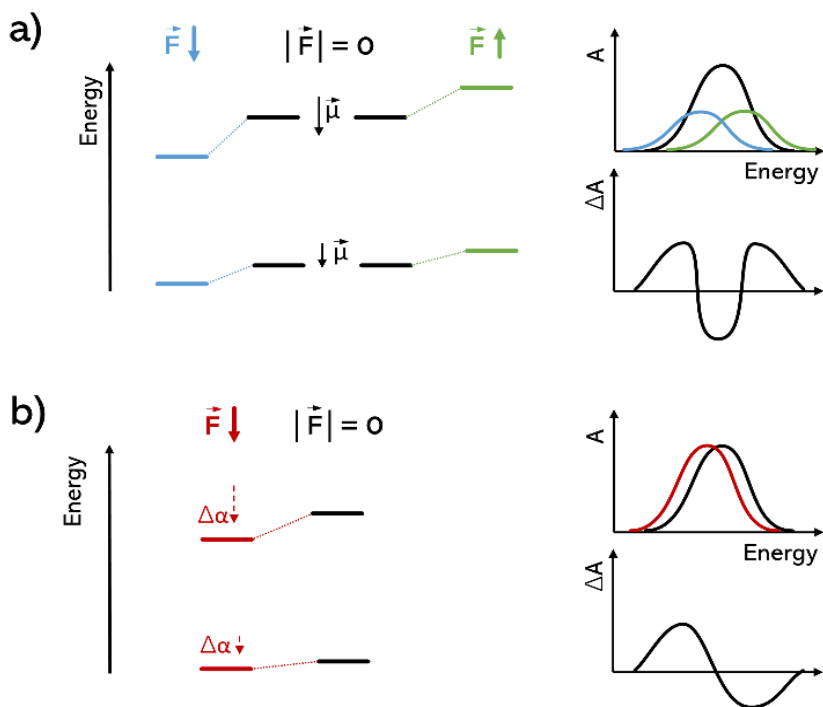 a)
F
|F| = 0
F
Energy
μ
μ
A
Energy
ΔA
b)
F
|F| = 0
Energy
Δα
Δα
A
Energy
ΔA